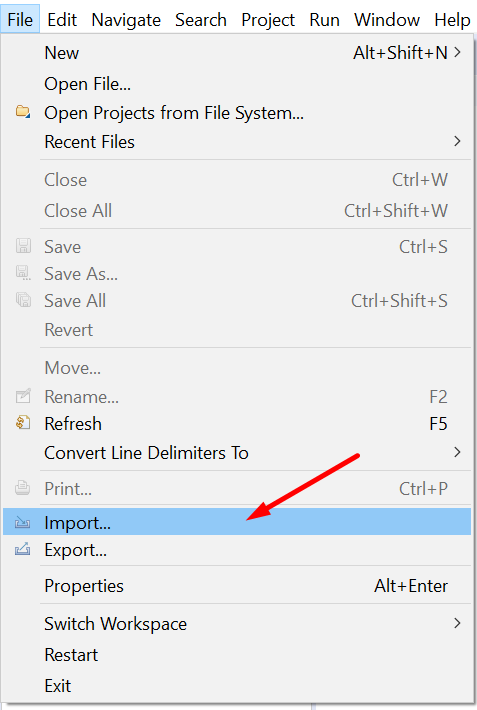 File Edit Navigate Search Project Run Window Help
New Alt+Shift+N
Open File...
Open Projects from File System...
Recent Files
Close Ctrl+W
Close All Ctrl+Shift+W
Save Ctrl+S
Save As...
Save All Ctrl+Shift+S
Revert
Move...
Rename... F2
Refresh F5
Convert Line Delimiters To
Print... Ctrl+P
Import...
Export...
Properties Alt+Enter
Switch Workspace
Restart
Exit